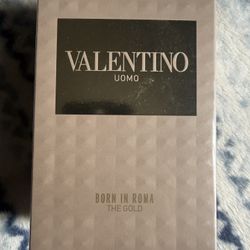 VALENTINO
UOMO
BORN IN ROMA
THE GOLD